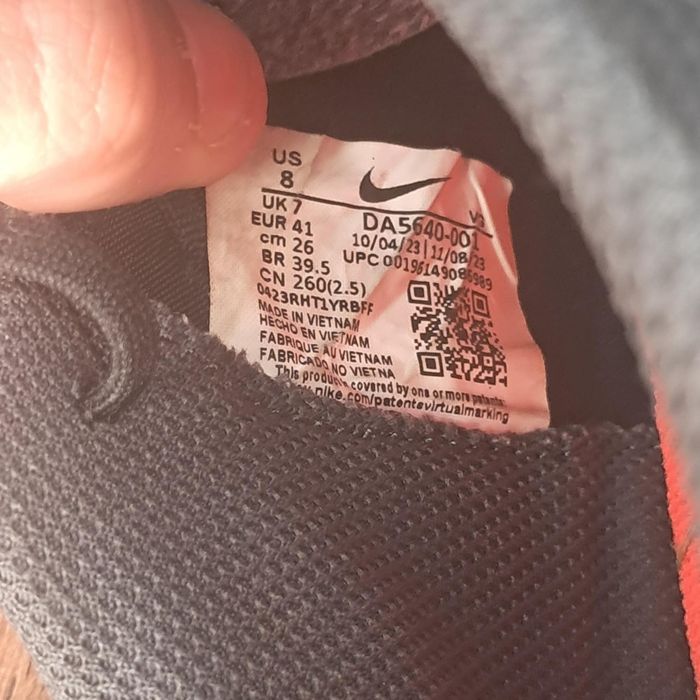 US
8
V3
UK 7
EUR 41
cm 26
BR 39.5
CN 260(2.5)
0423RHT1YRBFF
DA5640-001
10/04/23|11/08/23
UPC 00196149086989
MADE IN VIETNAM
HECHO EN VIETNAM
FABRIQUE AU VIETNAM
FABRICADO NO VIETNA
This product covered by one or more patents
nike.com/patentsvirtualmarking